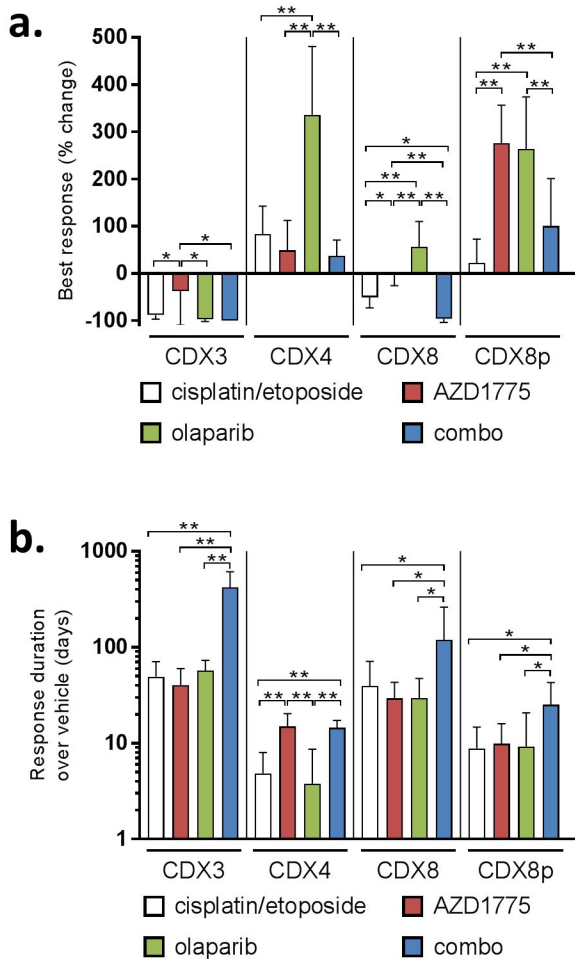 a.
Best response (% change)
500
400
300
200
100
0
-100
** ** **
* * *
* ** ** * ** **
** ** ** **
CDX3 CDX4 CDX8 CDX8p
cisplatin/etoposide AZD1775
olaparib combo
b.
Response duration
over vehicle (days)
1000
100
10
1
** ** **
** ** ** **
* * *
* * *
CDX3 CDX4 CDX8 CDX8p
cisplatin/etoposide AZD1775
olaparib combo